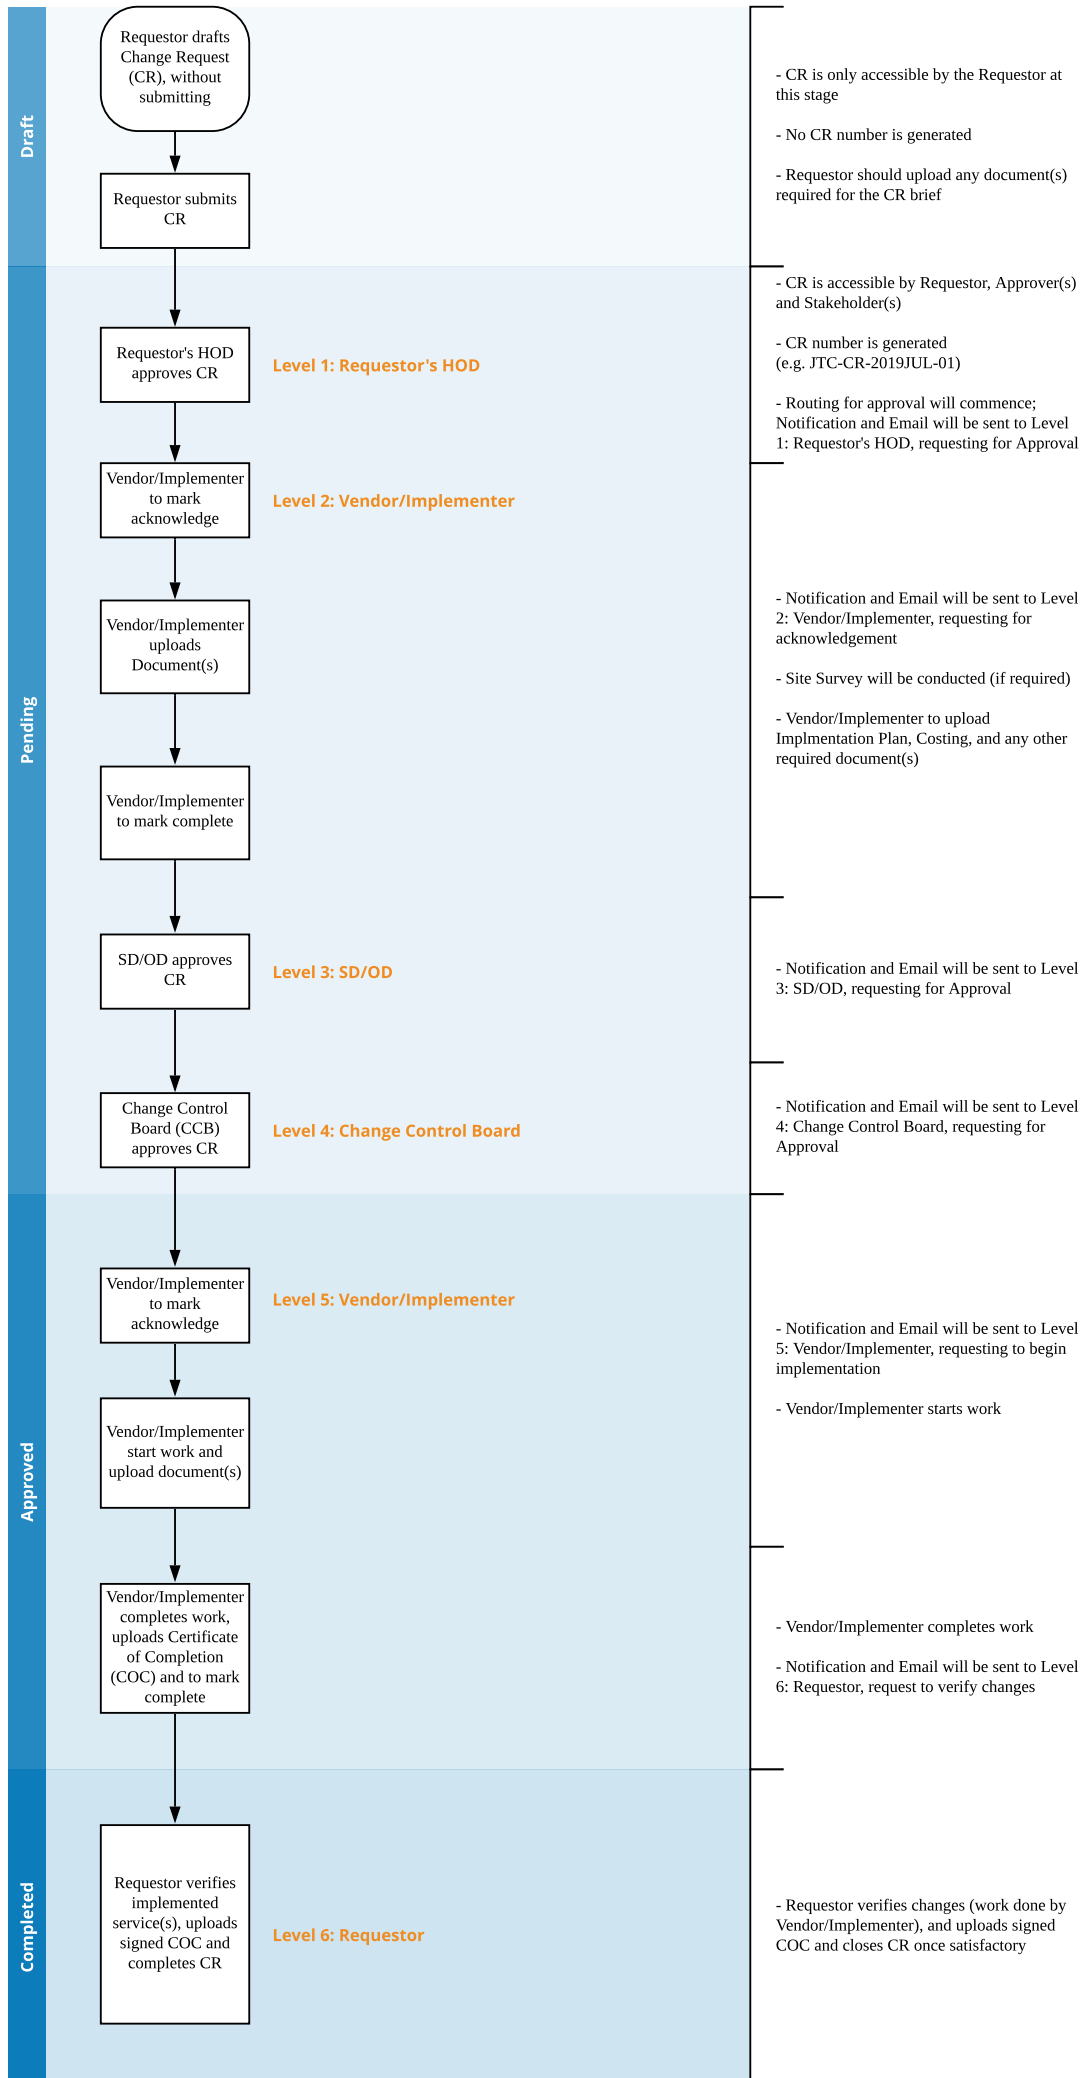 Draft
Requestor drafts
Change Request
(CR), without
submitting
Requestor submits
CR
- CR is only accessible by the Requestor at
this stage
- No CR number is generated
- Requestor should upload any document(s)
required for the CR brief
Pending
Requestor's HOD
approves CR
Level 1: Requestor's HOD
- CR is accessible by Requestor, Approver(s)
and Stakeholder(s)
- CR number is generated
(e.g. JTC-CR-2019JUL-01)
- Routing for approval will commence;
Notification and Email will be sent to Level
1: Requestor's HOD, requesting for Approval
Vendor/Implementer
to mark
acknowledge
Level 2: Vendor/Implementer
Vendor/Implementer
uploads
Document(s)
Vendor/Implementer
to mark complete
- Notification and Email will be sent to Level
2: Vendor/Implementer, requesting for
acknowledgement
- Site Survey will be conducted (if required)
- Vendor/Implementer to upload
Implmentation Plan, Costing, and any other
required document(s)
SD/OD approves
CR
Level 3: SD/OD
- Notification and Email will be sent to Level
3: SD/OD, requesting for Approval
Change Control
Board (CCB)
approves CR
Level 4: Change Control Board
- Notification and Email will be sent to Level
4: Change Control Board, requesting for
Approval
Approved
Vendor/Implementer
to mark
acknowledge
Level 5: Vendor/Implementer
Vendor/Implementer
start work and
upload document(s)
- Notification and Email will be sent to Level
5: Vendor/Implementer, requesting to begin
implementation
- Vendor/Implementer starts work
Vendor/Implementer
completes work,
uploads Certificate
of Completion
(COC) and to mark
complete
- Vendor/Implementer completes work
- Notification and Email will be sent to Level
6: Requestor, request to verify changes
Completed
Requestor verifies
implemented
service(s), uploads
signed COC and
completes CR
Level 6: Requestor
- Requestor verifies changes (work done by
Vendor/Implementer), and uploads signed
COC and closes CR once satisfactory